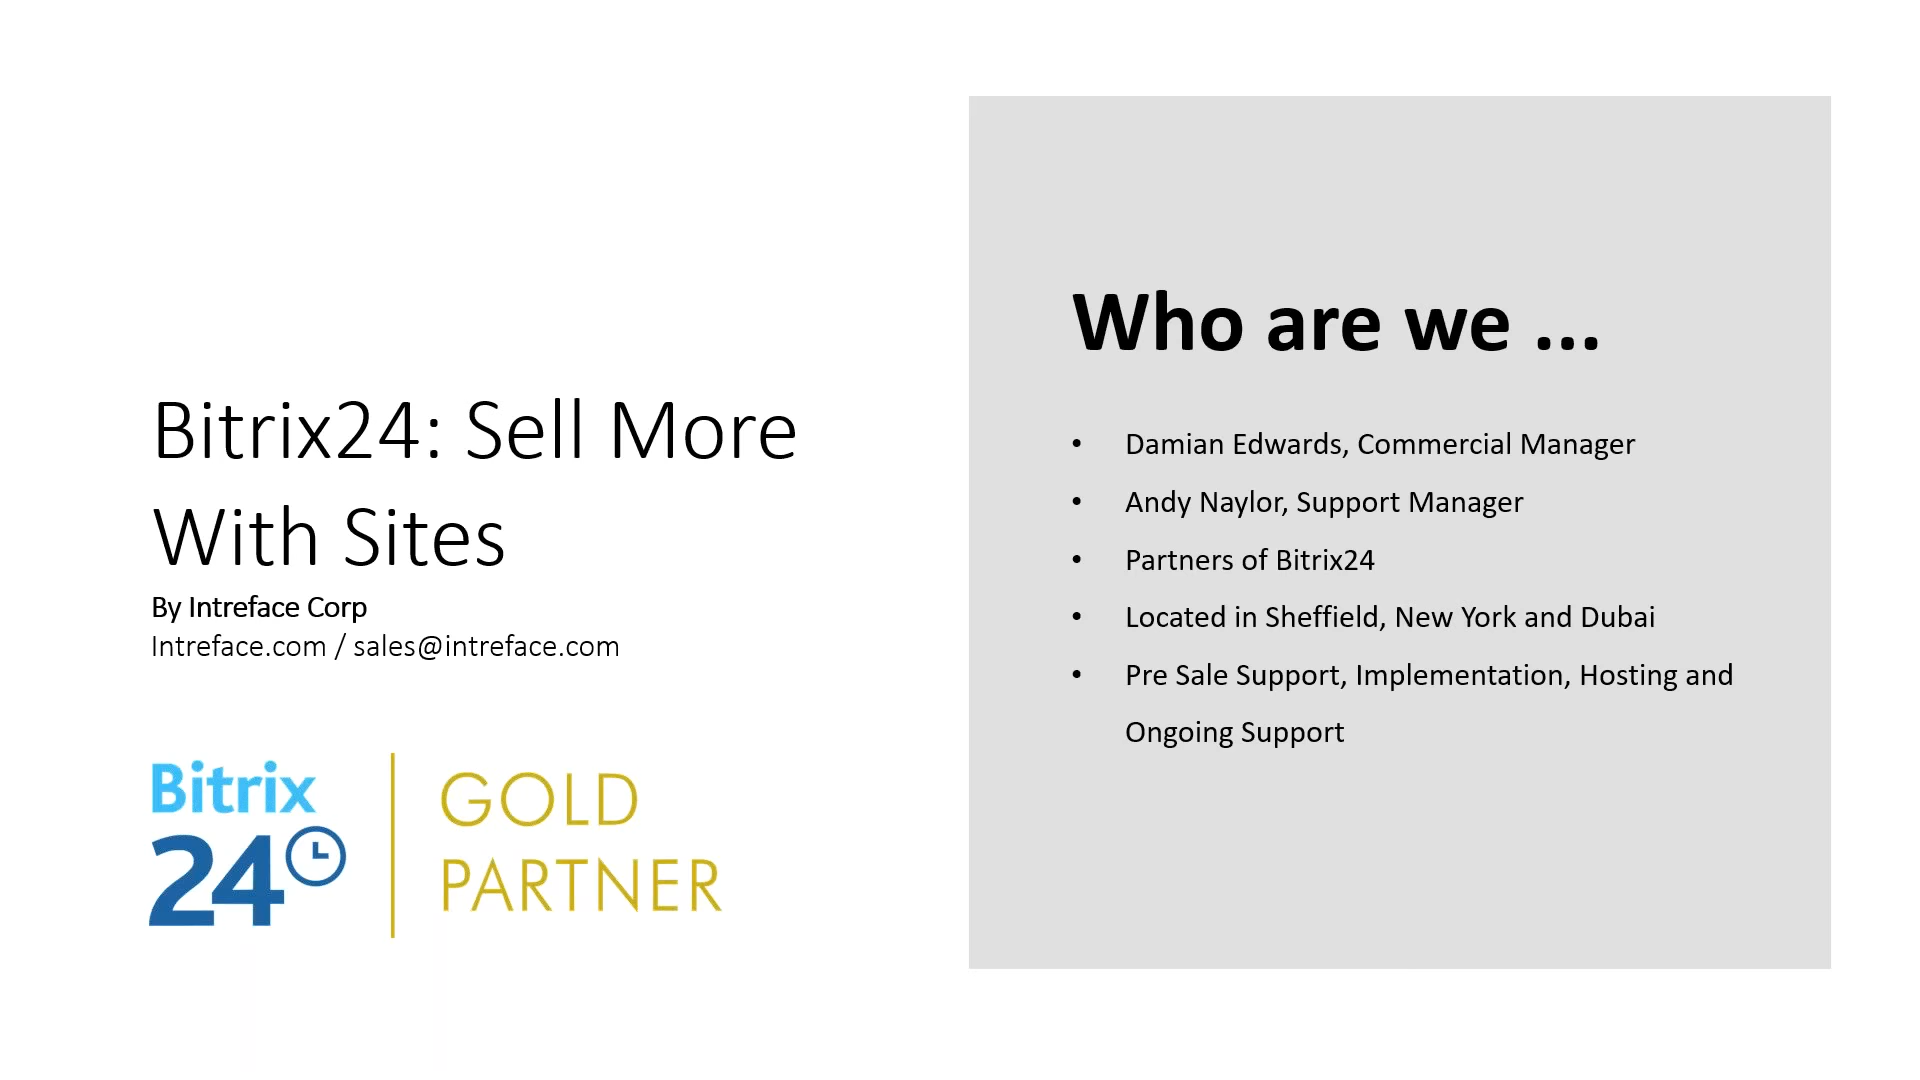 Bitrix24: Sell More
With Sites
By Intreface Corp
Intreface.com / sales@intreface.com
Bitrix
24
GOLD
PARTNER
Who are we ...
• Damian Edwards, Commercial Manager
• Andy Naylor, Support Manager
• Partners of Bitrix24
• Located in Sheffield, New York and Dubai
• Pre Sale Support, Implementation, Hosting and
Ongoing Support